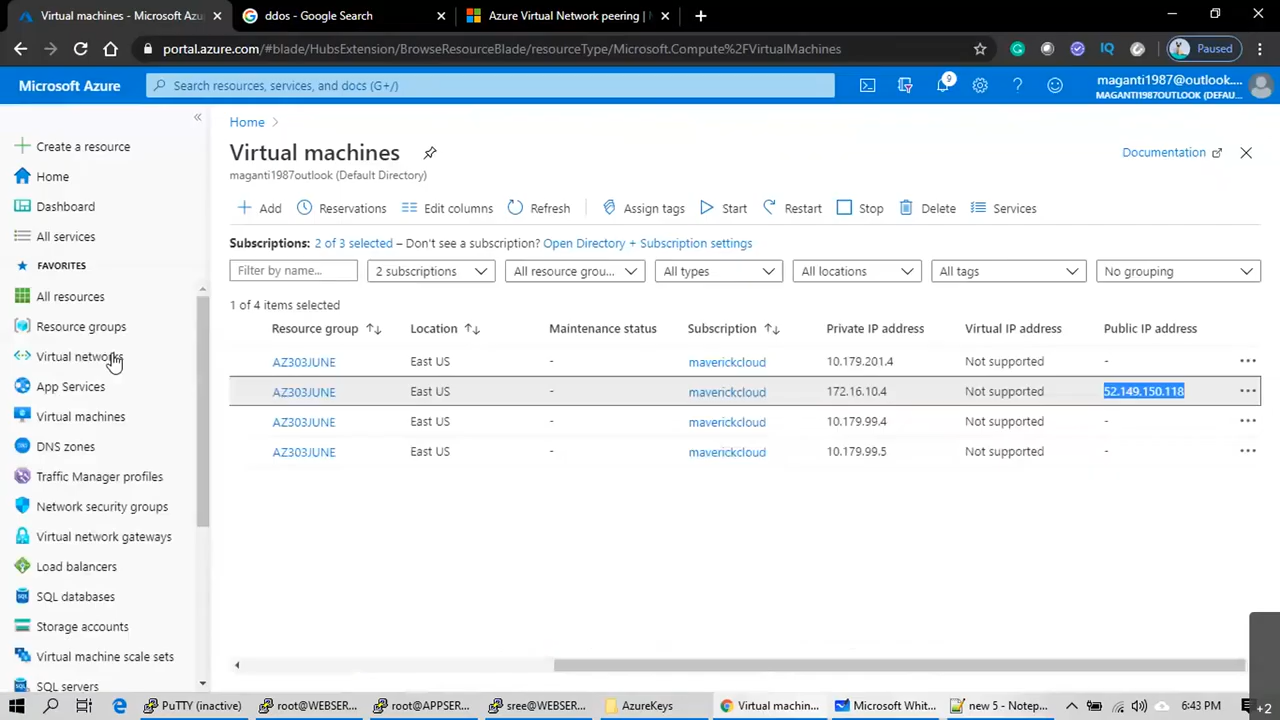 Virtual machines - Microsoft Azu
ddos - Google Search
Azure Virtual Network peering |
portal.azure.com/#blade/HubsExtension/BrowseResourceBlade/resourceType/Microsoft.Compute%2FVirtualMachines
IQ
Paused
Microsoft Azure
Search resources, services, and docs (G+/)
9
maganti1987@outlook....
MAGANTI1987OUTLOOK (DEFAU...
Create a resource
Home
Dashboard
All services
FAVORITES
All resources
Resource groups
Virtual networks
App Services
Virtual machines
DNS zones
Traffic Manager profiles
Network security groups
Virtual network gateways
Load balancers
SQL databases
Storage accounts
Virtual machine scale sets
SQL servers
Home >
Virtual machines
maganti1987outlook (Default Directory)
Documentation
Add Reservations Edit columns Refresh Assign tags Start Restart Stop Delete Services
Subscriptions: 2 of 3 selected – Don't see a subscription? Open Directory + Subscription settings
Filter by name... 2 subscriptions All resource grou... All types All locations All tags No grouping
1 of 4 items selected
Resource group Location Maintenance status Subscription Private IP address Virtual IP address Public IP address
AZ303JUNE East US - maverickcloud 10.179.201.4 Not supported -
AZ303JUNE East US - maverickcloud 172.16.10.4 Not supported 52.149.150.118
AZ303JUNE East US - maverickcloud 10.179.99.4 Not supported -
AZ303JUNE East US - maverickcloud 10.179.99.5 Not supported -
PuTTY (inactive) root@WEBSER... root@APPSER... sree@WEBSER... AzureKeys Virtual machin... Microsoft Whit... new 5 - Notep... 6:43 PM +2